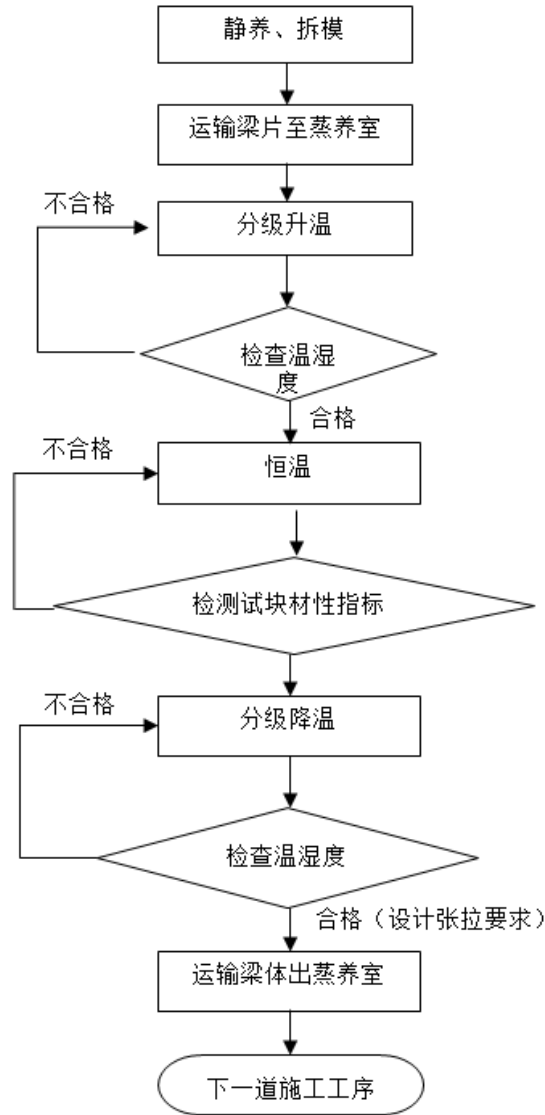 静养、拆模
运输梁片至蒸养室
不合格
分级升温
检查温湿
度
合格
不合格
恒温
检测试块材性指标
不合格
分级降温
检查温湿度
合格（设计张拉要求）
运输梁体出蒸养室
下一道施工工序